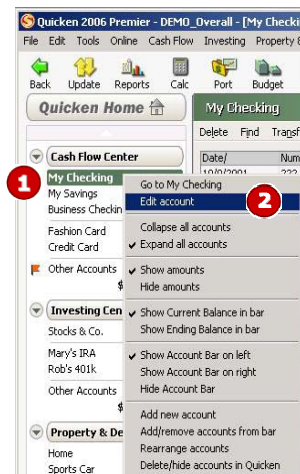 Quicken 2006 Premier - DEMO_Overall - [My Checki
File Edit Tools Online Cash Flow Investing Property &
Back Update Reports Calc Port Budget
Quicken Home My Checking
Delete Find Transf
Cash Flow Center
Date/ Num
1 My Checking
10/9/2001 222
My Savings
Business Checkin
Fashion Card
Credit Card
Other Accounts
$
Investing Cen
Stocks & Co.
Mary's IRA
Rob's 401k
Other Accounts
$
Property & De
Home
Sports Car
Go to My Checking
Edit account 2
Collapse all accounts
Expand all accounts
Show amounts
Hide amounts
Show Current Balance in bar
Show Ending Balance in bar
Show Account Bar on left
Show Account Bar on right
Hide Account Bar
Add new account
Add/remove accounts from bar
Rearrange accounts
Delete/hide accounts in Quicken